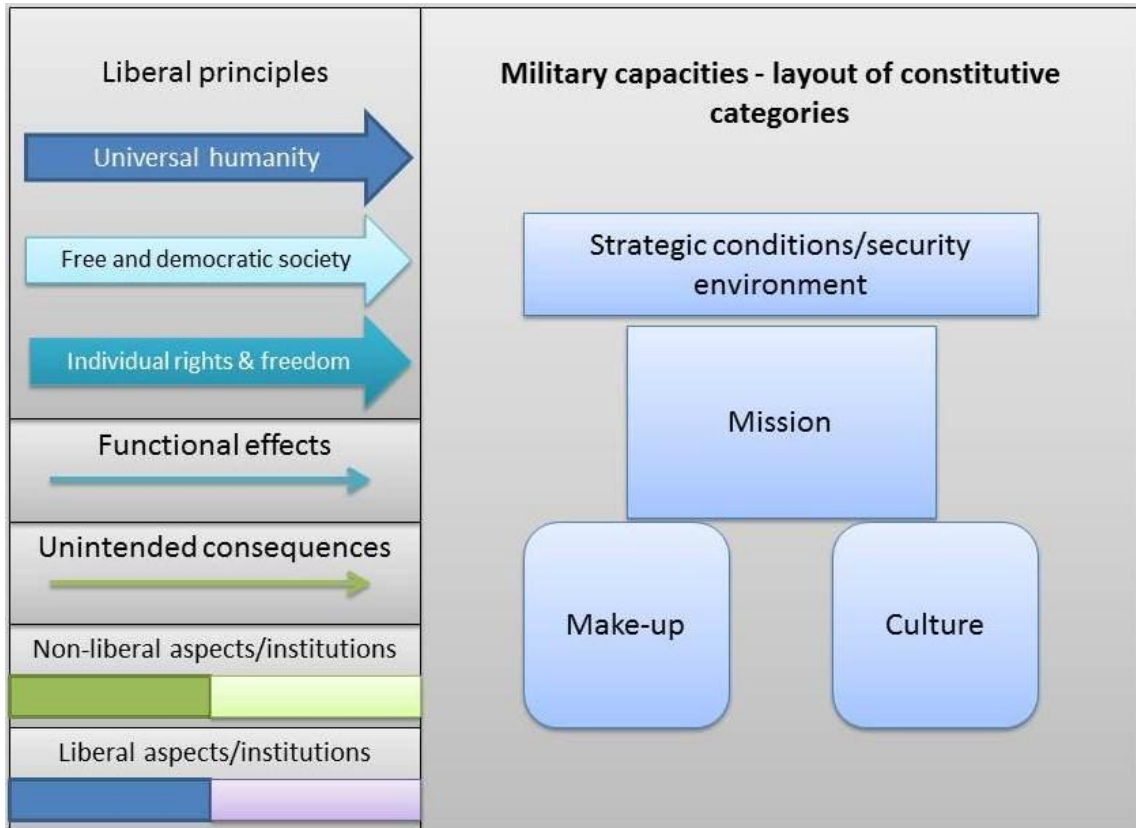 Liberal principles
Universal humanity
Free and democratic society
Individual rights & freedom
Functional effects
Unintended consequences
Non-liberal aspects/institutions
Liberal aspects/institutions
Military capacities - layout of constitutive
categories
Strategic conditions/security
environment
Mission
Make-up
Culture